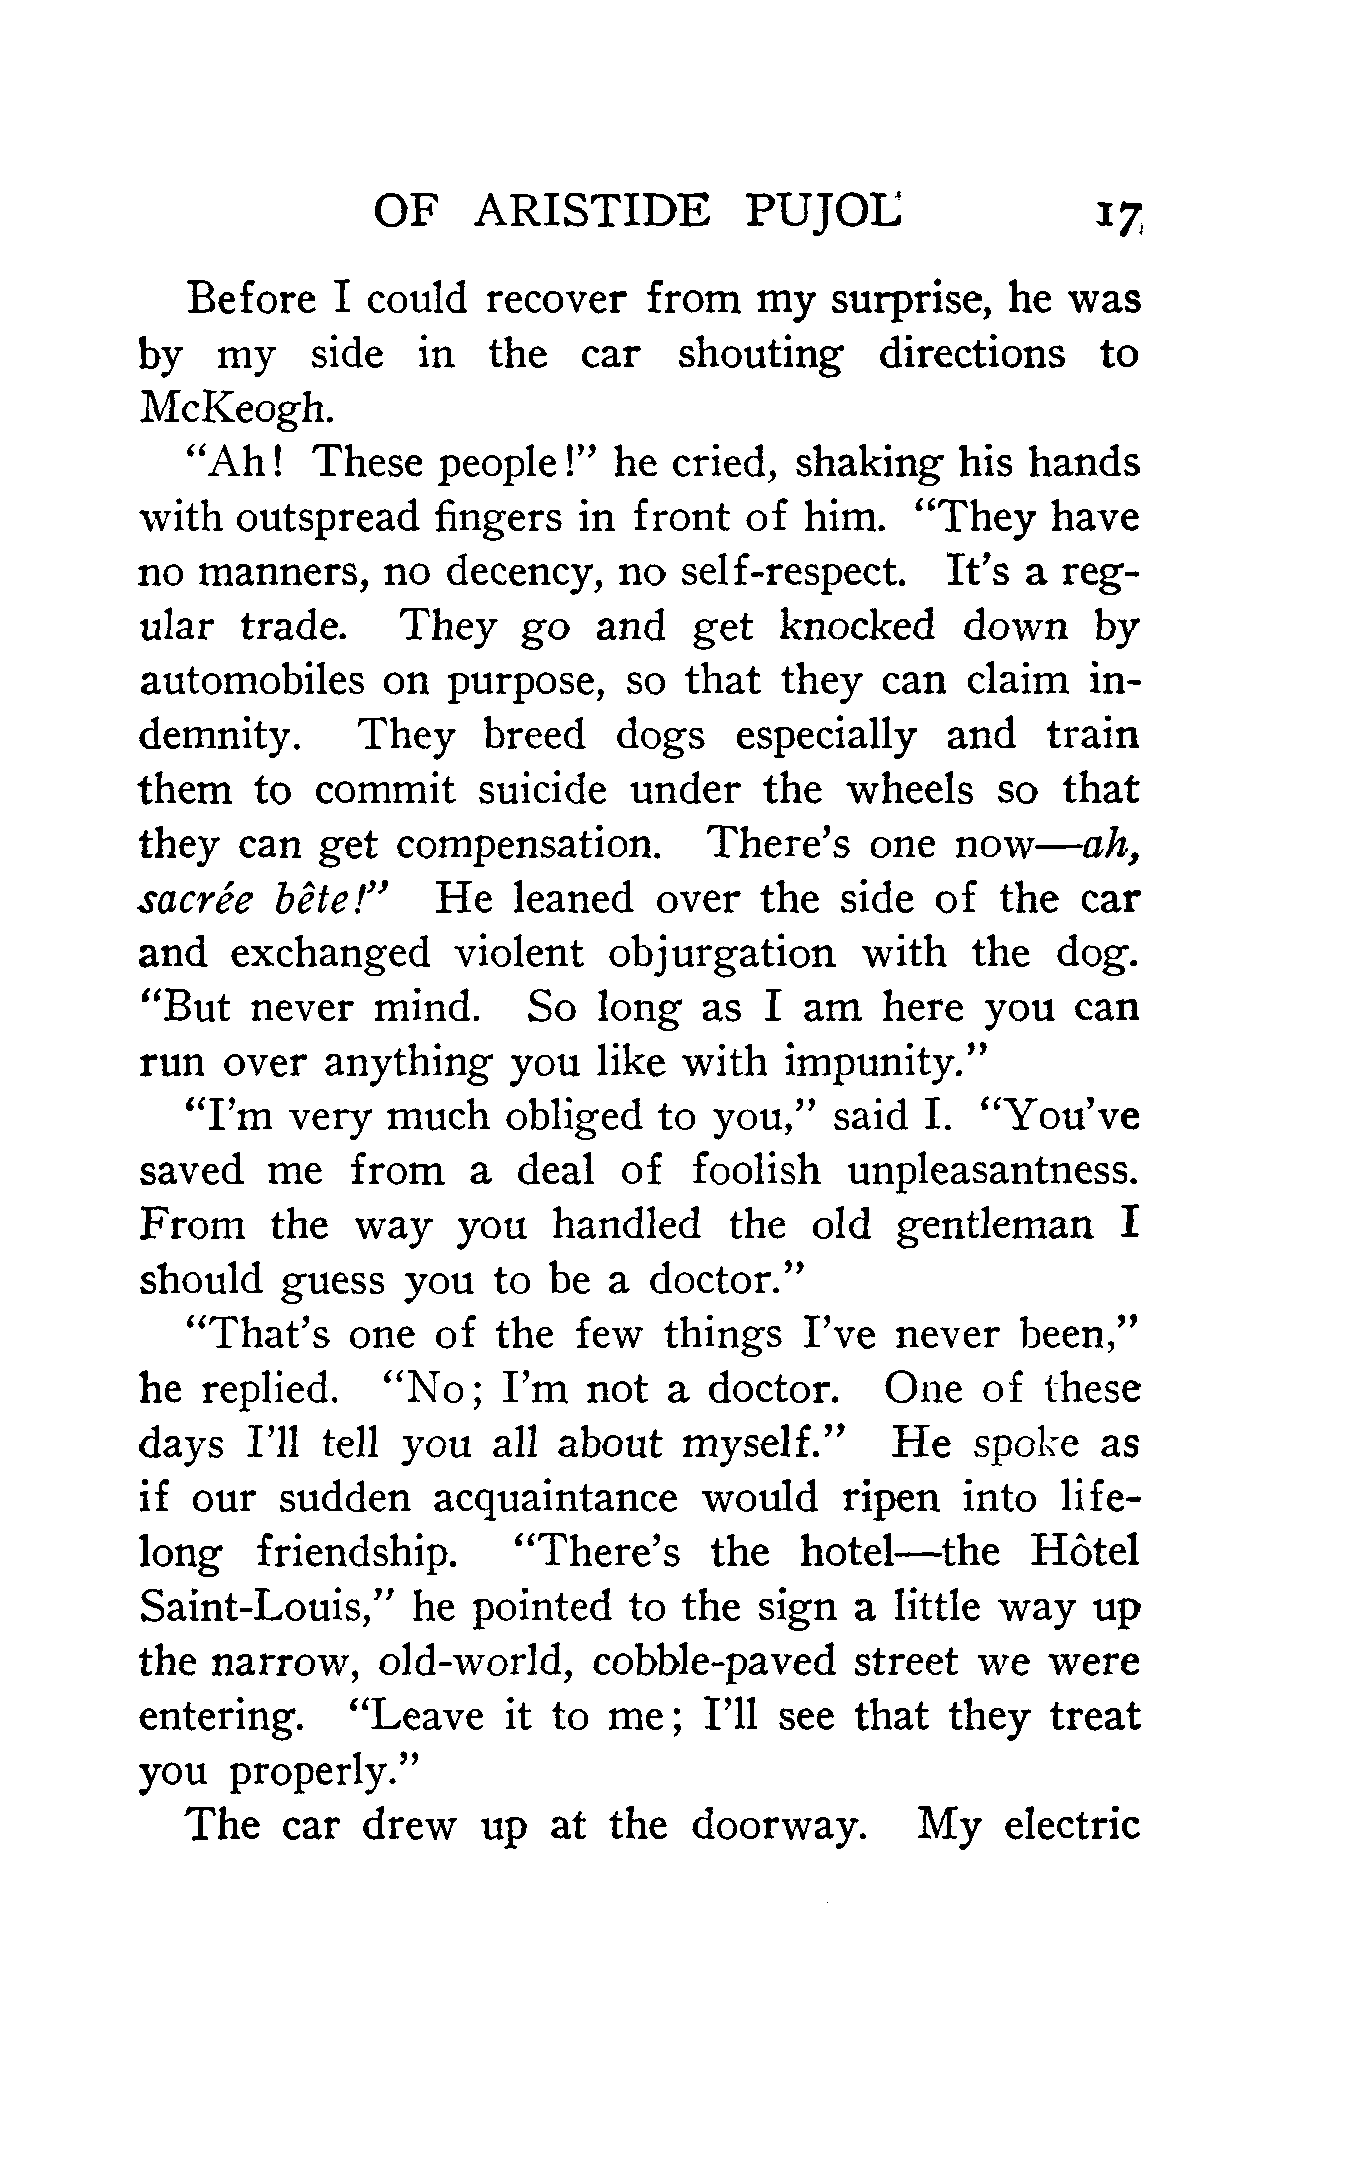 OF ARISTIDE PUJOL 17
Before I could recover from my surprise, he was
by my side in the car shouting directions to
McKeogh.
"Ah! These people!" he cried, shaking his hands
with outspread fingers in front of him. "They have
no manners, no decency, no self-respect. It's a reg-
ular trade. They go and get knocked down by
automobiles on purpose, so that they can claim in-
demnity. They breed dogs especially and train
them to commit suicide under the wheels so that
they can get compensation. There's one now—ah,
sacrée bête!" He leaned over the side of the car
and exchanged violent objurgation with the dog.
"But never mind. So long as I am here you can
run over anything you like with impunity."
"I'm very much obliged to you," said I. "You've
saved me from a deal of foolish unpleasantness.
From the way you handled the old gentleman I
should guess you to be a doctor."
"That's one of the few things I've never been,"
he replied. "No; I'm not a doctor. One of these
days I'll tell you all about myself." He spoke as
if our sudden acquaintance would ripen into life-
long friendship. "There's the hotel—the Hôtel
Saint-Louis," he pointed to the sign a little way up
the narrow, old-world, cobble-paved street we were
entering. "Leave it to me; I'll see that they treat
you properly."
The car drew up at the doorway. My electric